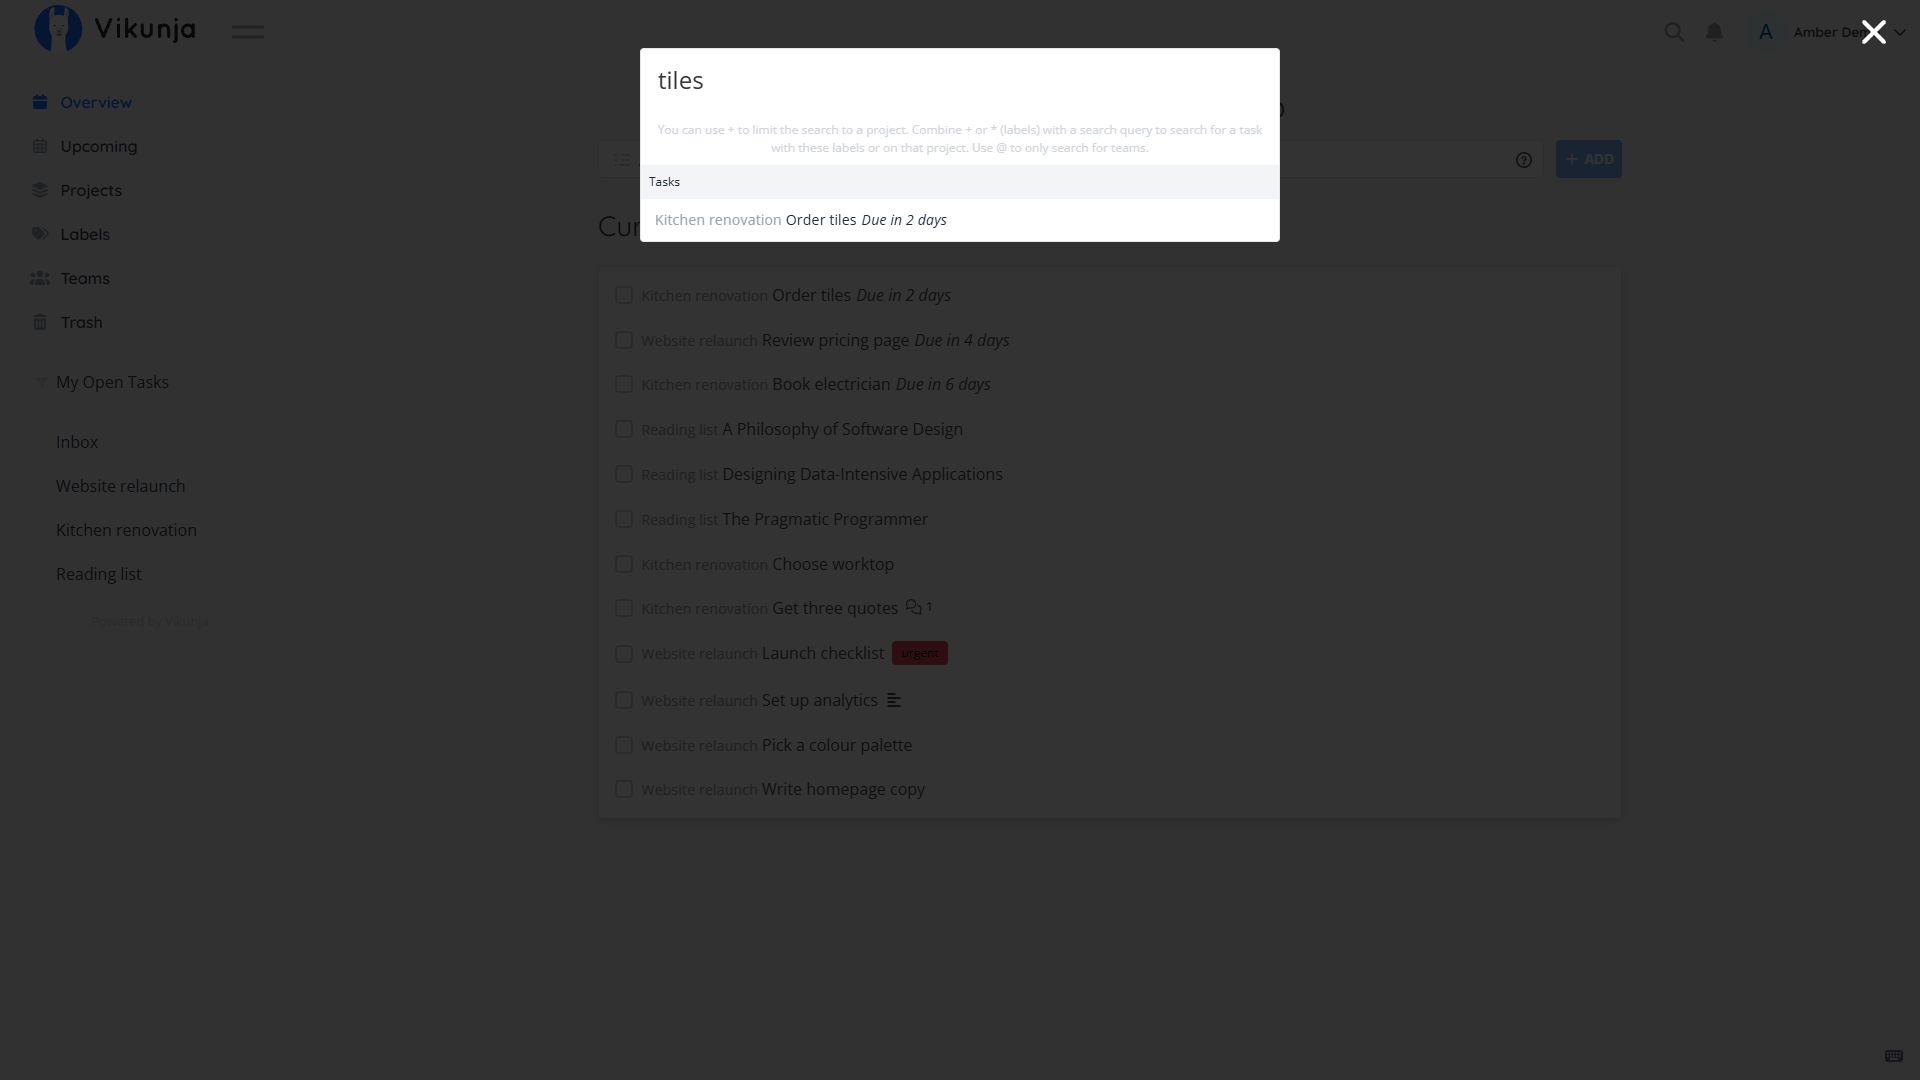 Vikunja
A
Amber De
tiles
You can use + to limit the search to a project. Combine + or * (labels) with a search query to search for a task
with these labels or on that project. Use @ to only search for teams.
Tasks
Kitchen renovation Order tiles Due in 2 days
Overview
Upcoming
Projects
Labels
Teams
Trash
My Open Tasks
Inbox
Website relaunch
Kitchen renovation
Reading list
Powered by Vikunja
+ ADD
Cur
Kitchen renovation Order tiles Due in 2 days
Website relaunch Review pricing page Due in 4 days
Kitchen renovation Book electrician Due in 6 days
Reading list A Philosophy of Software Design
Reading list Designing Data-Intensive Applications
Reading list The Pragmatic Programmer
Kitchen renovation Choose worktop
Kitchen renovation Get three quotes 1
Website relaunch Launch checklist urgent
Website relaunch Set up analytics
Website relaunch Pick a colour palette
Website relaunch Write homepage copy